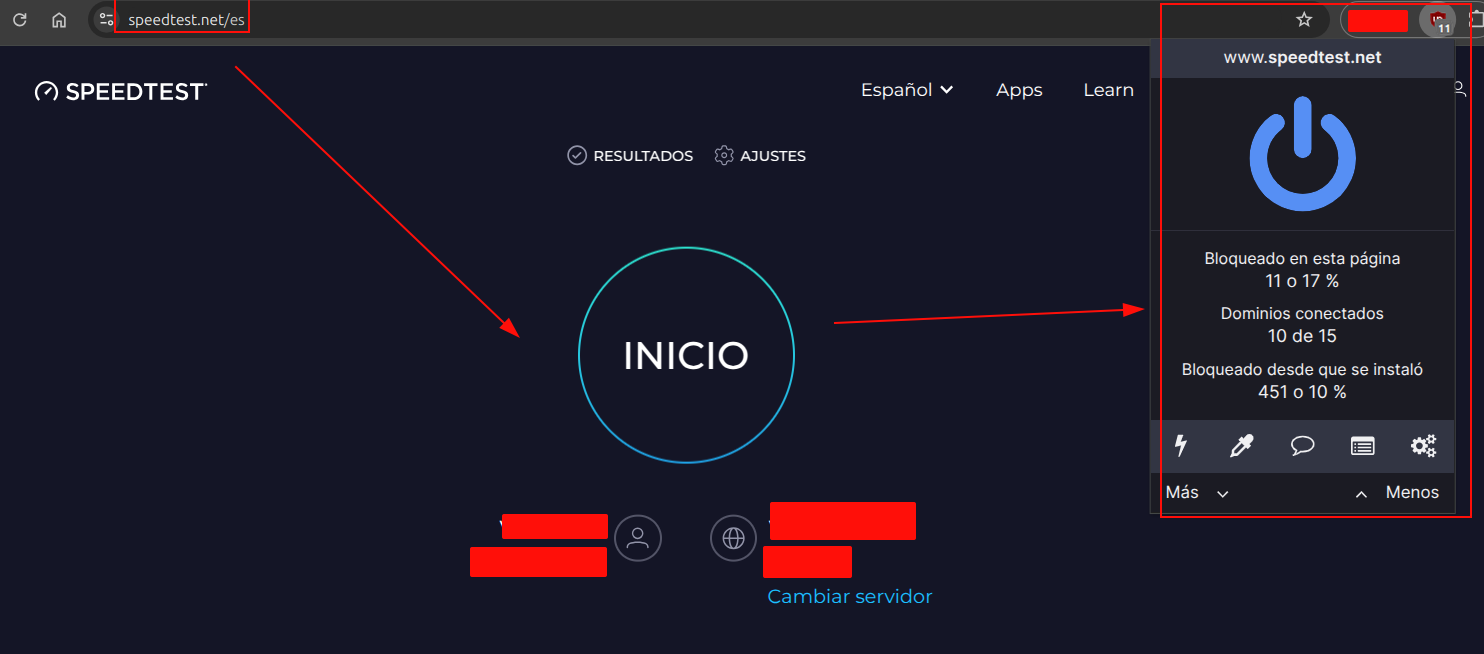 speedtest.net/es
11
www.speedtest.net
SPEEDTEST
Español
Apps
Learn
RESULTADOS
AJUSTES
INICIO
Cambiar servidor
Bloqueado en esta página
11 o 17 %
Dominios conectados
10 de 15
Bloqueado desde que se instaló
451 o 10 %
Más
Menos